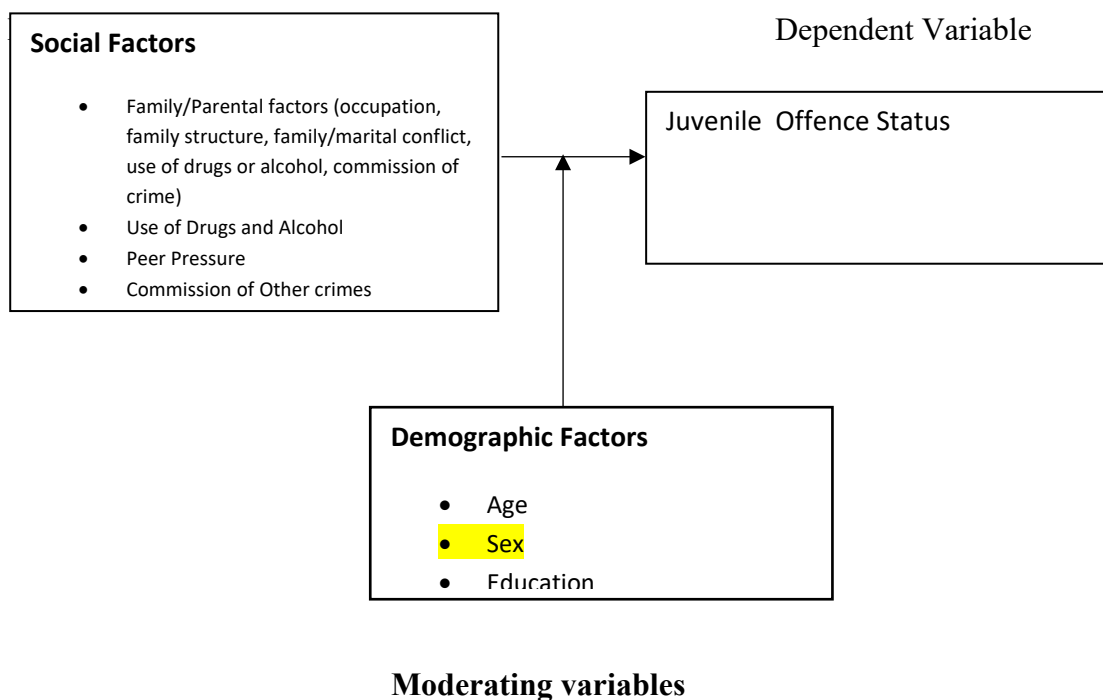 Dependent Variable
Social Factors
• Family/Parental factors (occupation,
family structure, family/marital conflict,
use of drugs or alcohol, commission of
crime)
• Use of Drugs and Alcohol
• Peer Pressure
• Commission of Other crimes
Juvenile Offence Status
Demographic Factors
• Age
• Sex
• Education
Moderating variables